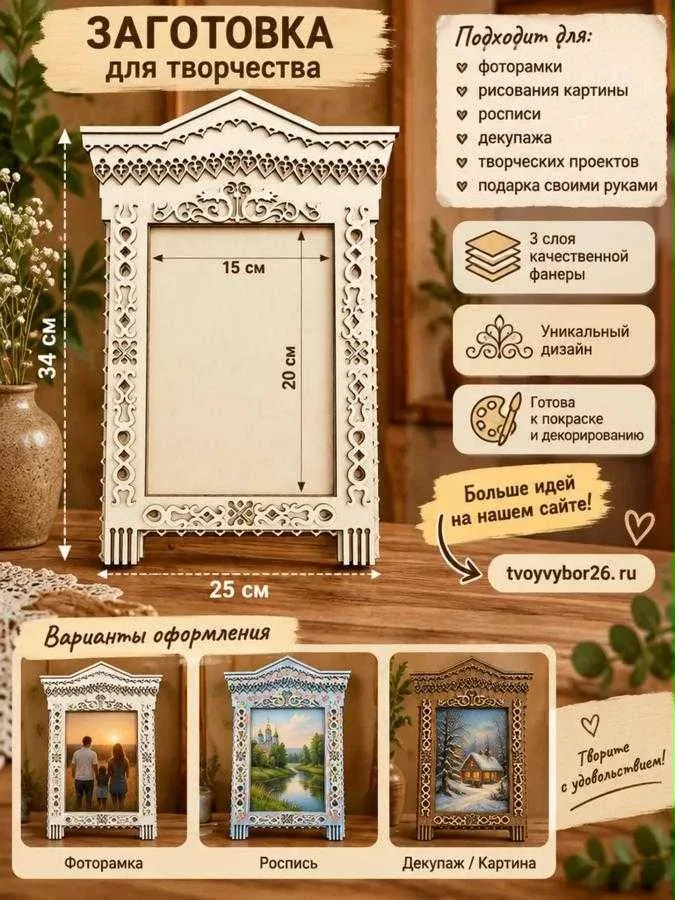 ЗАГОТОВКА
для творчества
Подходит для:
фоторамки
рисования картины
росписи
декупажа
творческих проектов
подарка своими руками
34 см
15 см
20 см
25 см
3 слоя
качественной
фанеры
Уникальный
дизайн
Готова
к покраске
и декорированию
Больше идей
на нашем сайте!
tvoyvybor26. ru
Варианты оформления
Фоторамка
Роспись
Декупаж / Картина
Творите
с удовольствием!